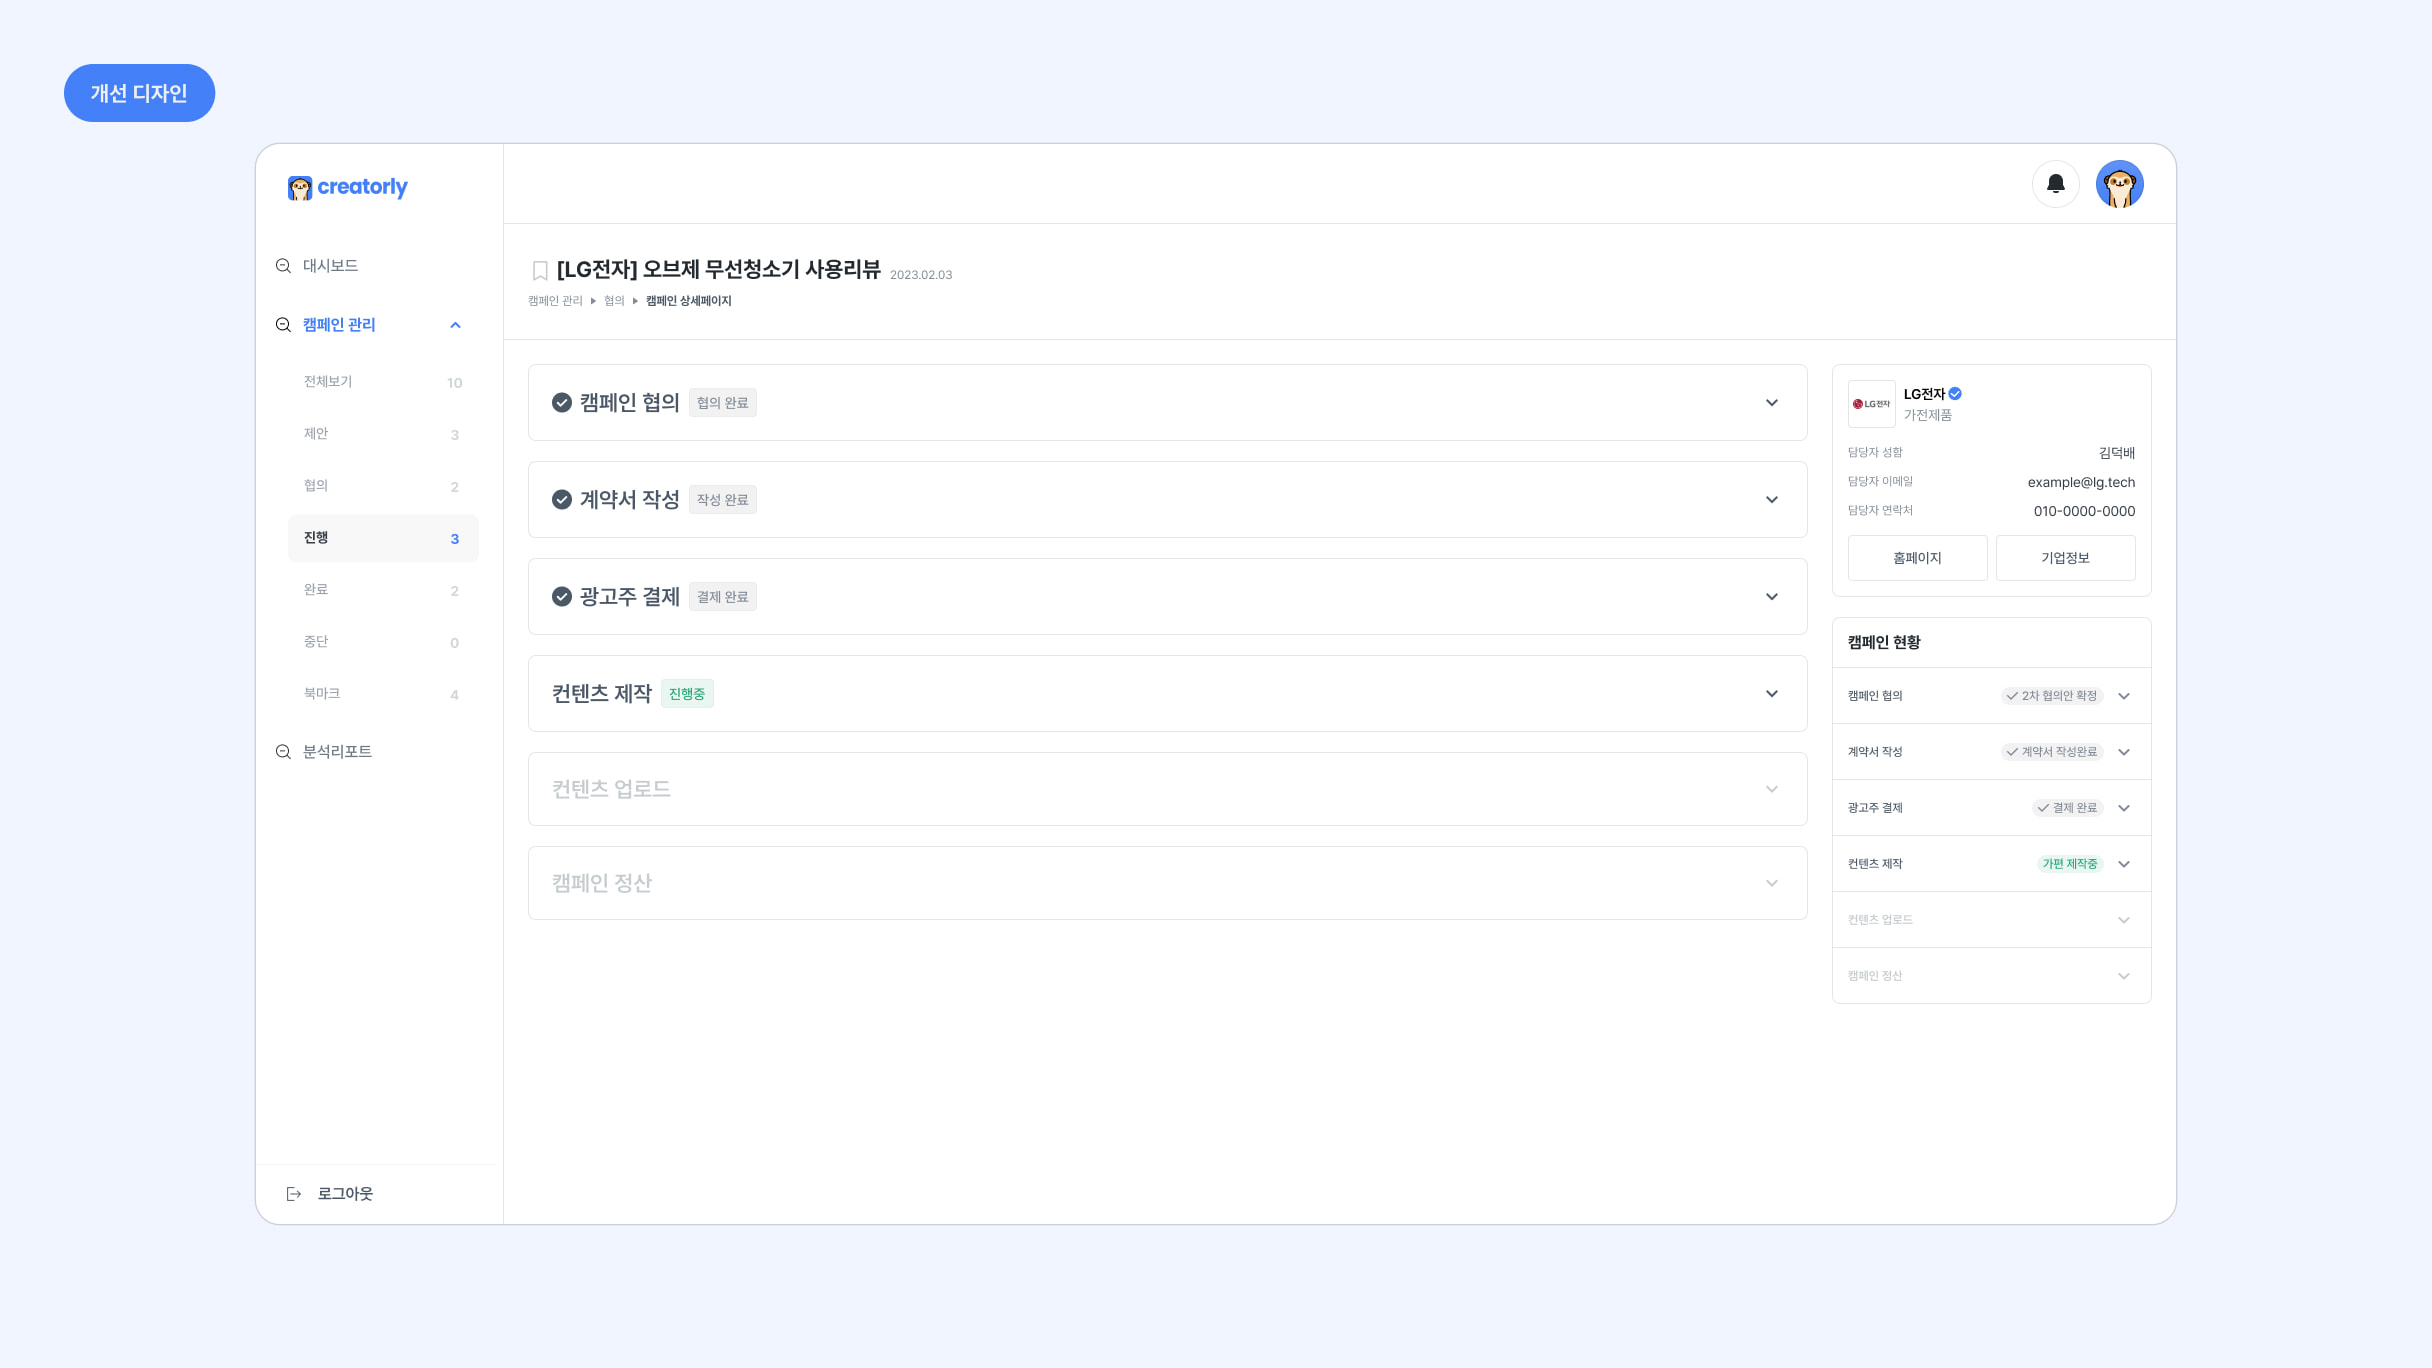 개선 디자인
creatorly
대시보드
캠페인 관리
전체보기 10
제안 3
협의 2
진행 3
완료 2
중단 0
북마크 4
분석리포트
로그아웃
[LG전자] 오브제 무선청소기 사용리뷰 2023.02.03
캠페인 관리 ▶ 협의 ▶ 캠페인 상세페이지
캠페인 협의 협의 완료
계약서 작성 작성 완료
광고주 결제 결제 완료
컨텐츠 제작 진행중
컨텐츠 업로드
캠페인 정산
LG전자
LG전자
가전제품
담당자 성함 김덕배
담당자 이메일 example@lg.tech
담당자 연락처 010-0000-0000
홈페이지 기업정보
캠페인 현황
캠페인 협의 2차 협의안 확정
계약서 작성 계약서 작성완료
광고주 결제 결제 완료
컨텐츠 제작 가편 제작중
컨텐츠 업로드
캠페인 정산